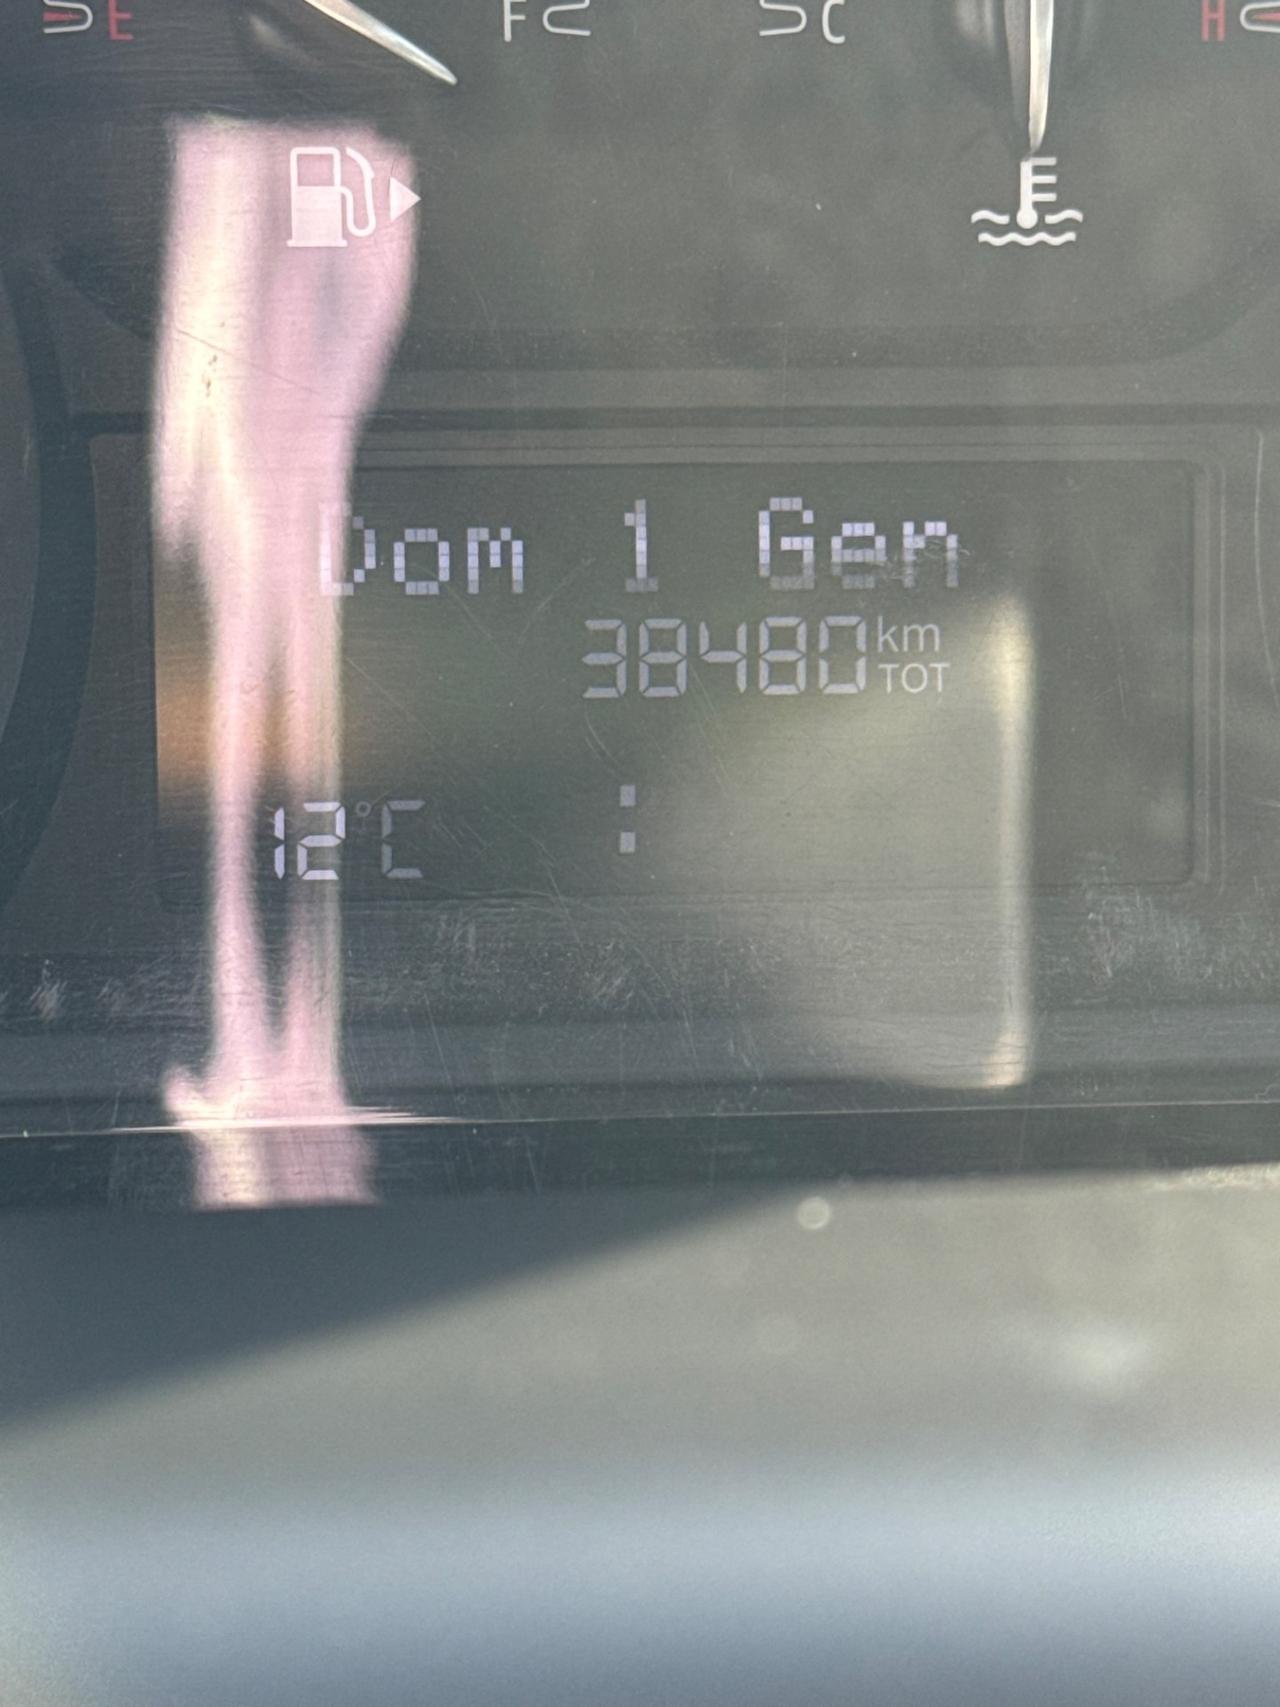 E F C H
Dom 1 Gen
38480 km
TOT
12°C :